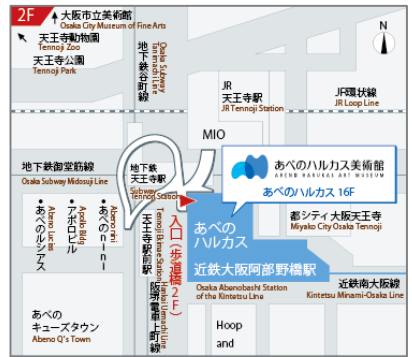 2F
大阪市立美術館
Osaka City Museum of Fine Arts
天王寺動物園
Tennoji Zoo
天王寺公園
Tennoji Park
地下鉄谷町線
Osaka Subway
Tanimachi Line
N
JR
天王寺駅
JR Tennoji Station
JR環状線
JR Loop Line
MIO
地下鉄御堂筋線
Osaka Subway Midosuji Line
地下鉄
天王寺駅
Subway
Tennoji Station
あべのハルカス美術館
ABENO HARUKAS ART MUSEUM
あべのハルカス 16F
あべのルシアス
Abeno Lucias
アポロビル
Apollo Bldg
あべのnini
Abeno nini
天王寺駅前駅
Tennoji Ekimae Station
阪堺電車上町線
Hankai Uemachi Line
入口(歩道橋2F)
あべの
ハルカス
近鉄大阪阿部野橋駅
Osaka Abenobashi Station
of the Kintetsu Line
都シティ 大阪天王寺
Miyako City Osaka Tennoji
近鉄南大阪線
Kintetsu Minami-Osaka Line
あべの
キューズタウン
Abeno Q's Town
Hoop
and